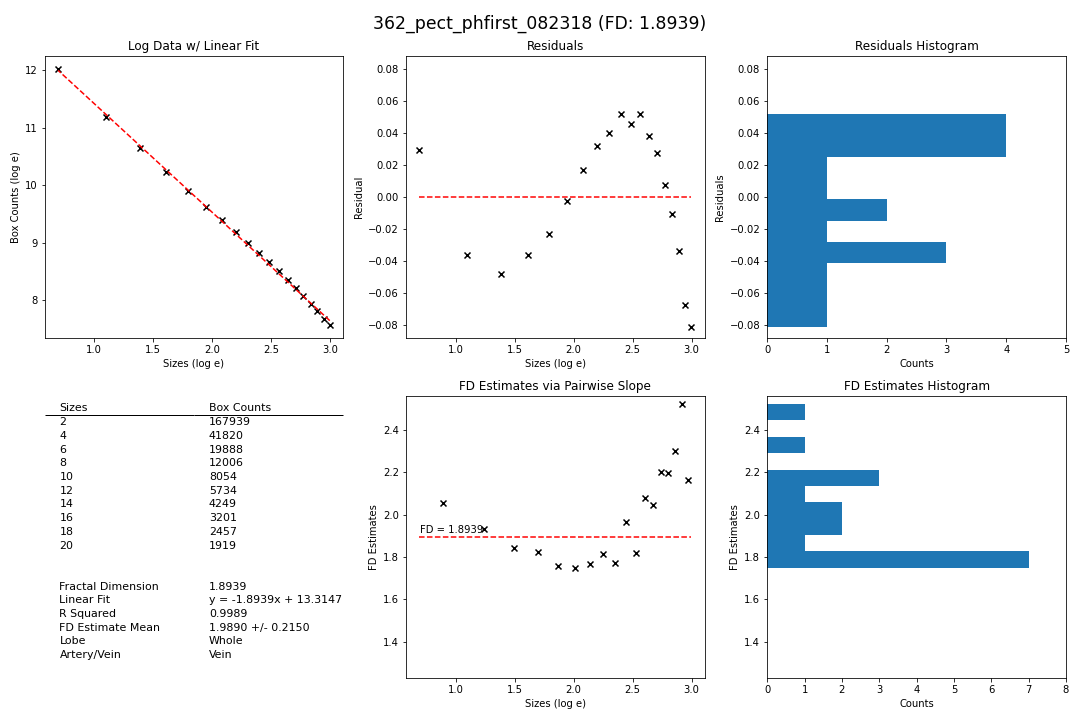 362_pect_phfirst_082318 (FD: 1.8939)
Log Data w/ Linear Fit
Box Counts (log e)
12
11
10
9
8
1.0 1.5 2.0 2.5 3.0
Sizes (log e)
Residuals
Residual
0.08
0.06
0.04
0.02
0.00
−0.02
−0.04
−0.06
−0.08
1.0 1.5 2.0 2.5 3.0
Sizes (log e)
Residuals Histogram
Residuals
0.08
0.06
0.04
0.02
0.00
−0.02
−0.04
−0.06
−0.08
0 1 2 3 4 5
Counts
Sizes Box Counts
2 167939
4 41820
6 19888
8 12006
10 8054
12 5734
14 4249
16 3201
18 2457
20 1919
Fractal Dimension 1.8939
Linear Fit y = -1.8939x + 13.3147
R Squared 0.9989
FD Estimate Mean 1.9890 +/- 0.2150
Lobe Whole
Artery/Vein Vein
FD Estimates via Pairwise Slope
FD Estimates
2.4
2.2
2.0
1.8
1.6
1.4
FD = 1.8939
1.0 1.5 2.0 2.5 3.0
Sizes (log e)
FD Estimates Histogram
FD Estimates
2.4
2.2
2.0
1.8
1.6
1.4
0 1 2 3 4 5 6 7 8
Counts